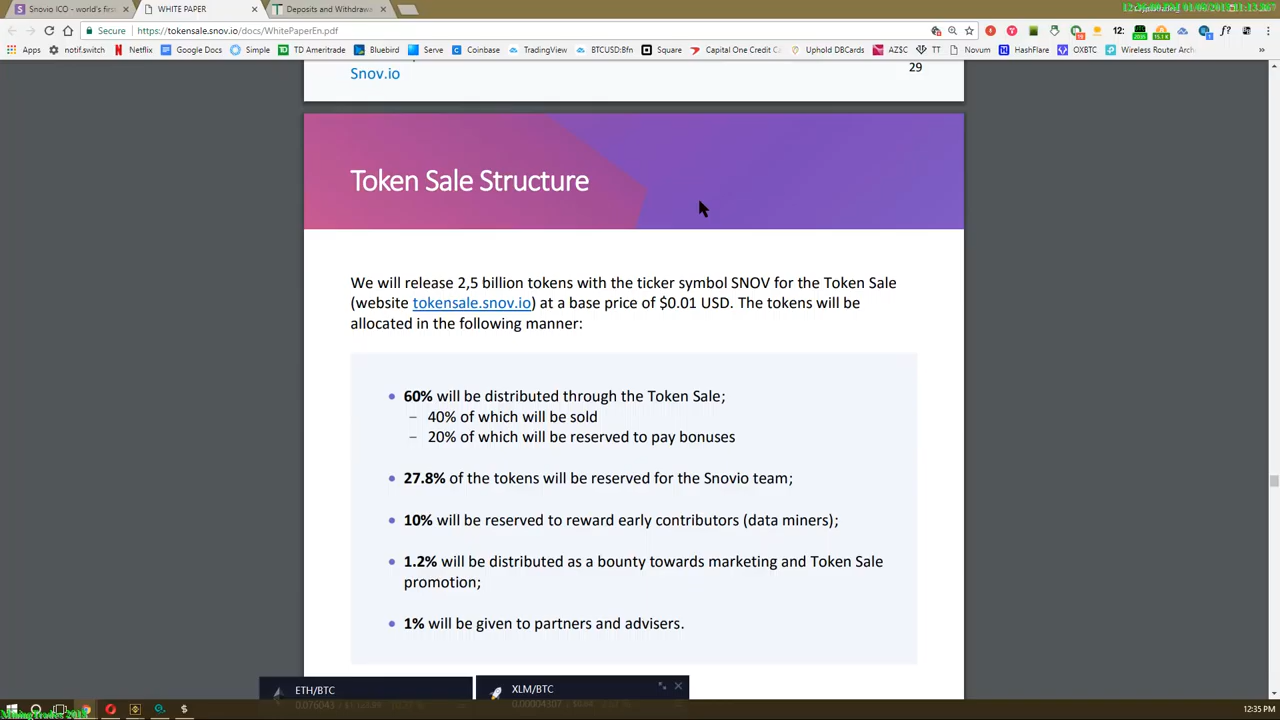 Snovio ICO - world's first
WHITE PAPER
Deposits and Withdraw
Secure
https://tokensale.snov.io/docs/WhitePaperEn.pdf
Apps
notif.switch
Netflix
Google Docs
Simple
TD Ameritrade
Bluebird
Serve
Coinbase
TradingView
BTCUSD:Bfn
Square
Capital One Credit C
Uphold DBcards
AZSC
TT
Novum
HashFlare
OXBTC
Wireless Router Arch
Snov.io
29
Token Sale Structure
We will release 2,5 billion tokens with the ticker symbol SNOV for the Token Sale
(website tokensale.snov.io) at a base price of $0.01 USD. The tokens will be
allocated in the following manner:
• 60% will be distributed through the Token Sale;
– 40% of which will be sold
– 20% of which will be reserved to pay bonuses
• 27.8% of the tokens will be reserved for the Snovio team;
• 10% will be reserved to reward early contributors (data miners);
• 1.2% will be distributed as a bounty towards marketing and Token Sale
promotion;
• 1% will be given to partners and advisers.
ETH/BTC
XLM/BTC
12:35 PM